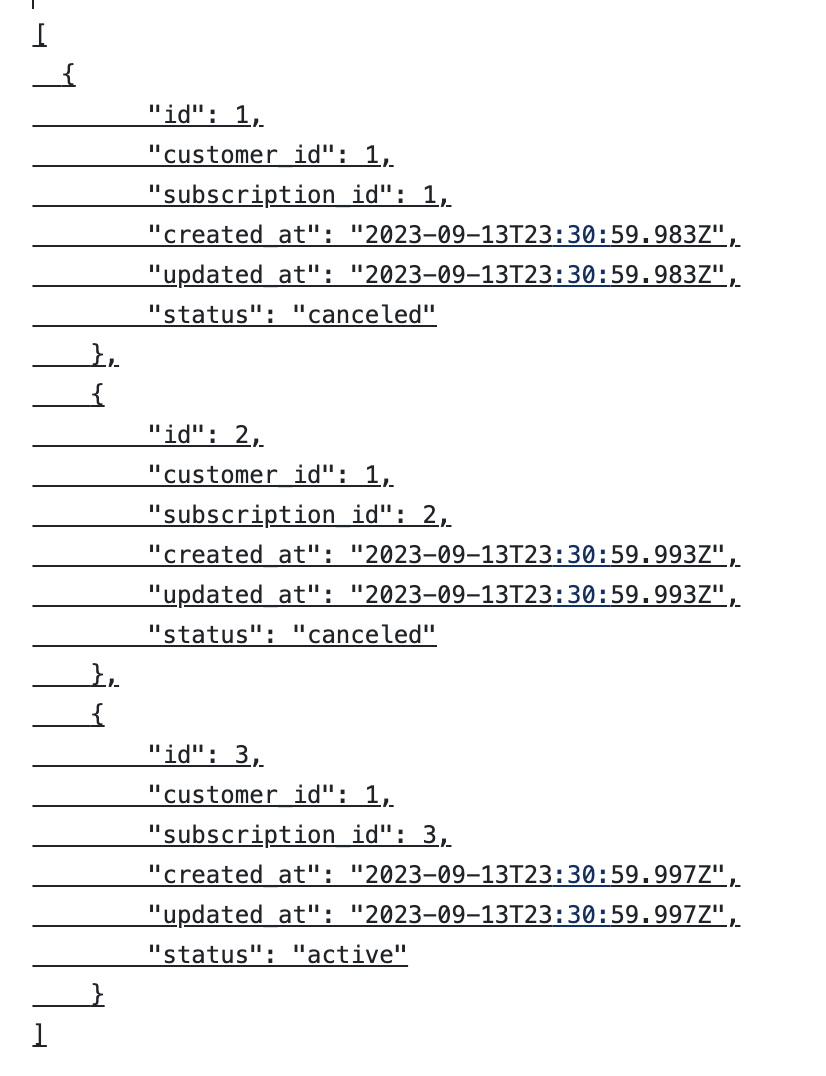 [
  {
        "id": 1,
        "customer_id": 1,
        "subscription_id": 1,
        "created_at": "2023-09-13T23:30:59.983Z",
        "updated_at": "2023-09-13T23:30:59.983Z",
        "status": "canceled"
    },
    {
        "id": 2,
        "customer_id": 1,
        "subscription_id": 2,
        "created_at": "2023-09-13T23:30:59.993Z",
        "updated_at": "2023-09-13T23:30:59.993Z",
        "status": "canceled"
    },
    {
        "id": 3,
        "customer_id": 1,
        "subscription_id": 3,
        "created_at": "2023-09-13T23:30:59.997Z",
        "updated_at": "2023-09-13T23:30:59.997Z",
        "status": "active"
    }
]